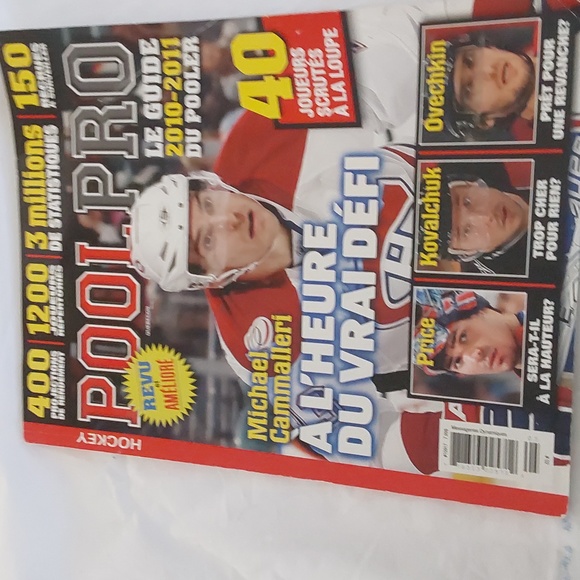 400
PROJECTIONS
DE RENDEMENT
1200
JOUEURS
RÉPERTORIÉS
3 millions
DE STATISTIQUES
150
HOCKEY
POOL PRO
REVU
et
AMÉLIORÉ
LE GUIDE
2010-2011
DU POOLER
40
JOUEURS
SCRUTÉS
À LA LOUPE
Michael
Cammalleri
À L'HEURE
DU VRAI DÉFI
Price
SERA-T-IL
À LA HAUTEUR?
Kovalchuk
TROP CHER
POUR RIEN?
Ovechkin
PRÊT POUR
UNE REVANCHE?
Messageries Dynamiques